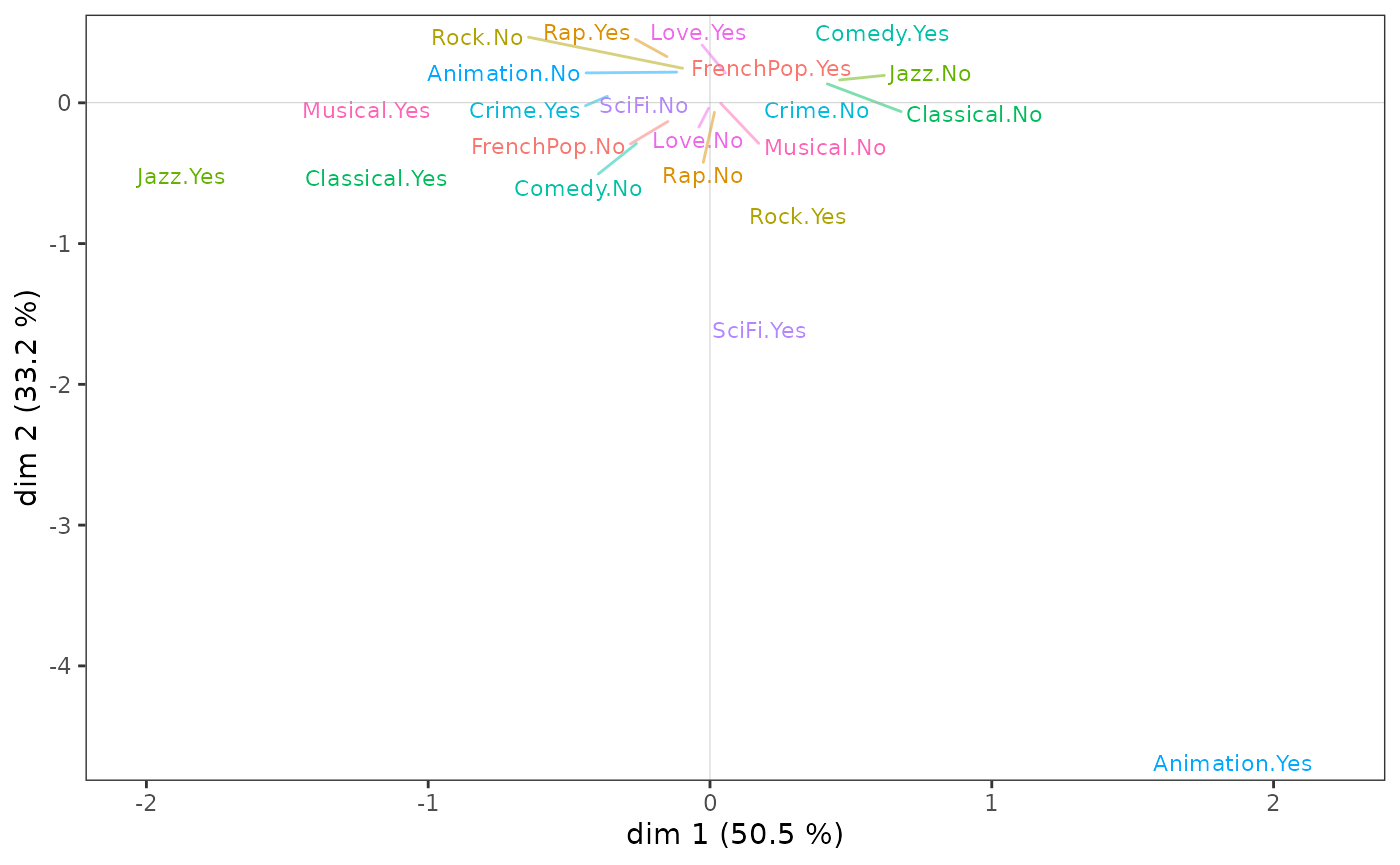 Rock.No
Rap.Yes
Love.Yes
Comedy.Yes
Animation.No
FrenchPop.Yes
Jazz.No
0
Musical.Yes
Crime.Yes
SciFi.No
Crime.No
Classical.No
FrenchPop.No
Love.No
Musical.No
Jazz.Yes
Classical.Yes
Comedy.No
Rap.No
Rock.Yes
-1
SciFi.Yes
-2
-3
-4
Animation.Yes
dim 2 (33.2 %)
-2
-1
0
1
2
dim 1 (50.5 %)